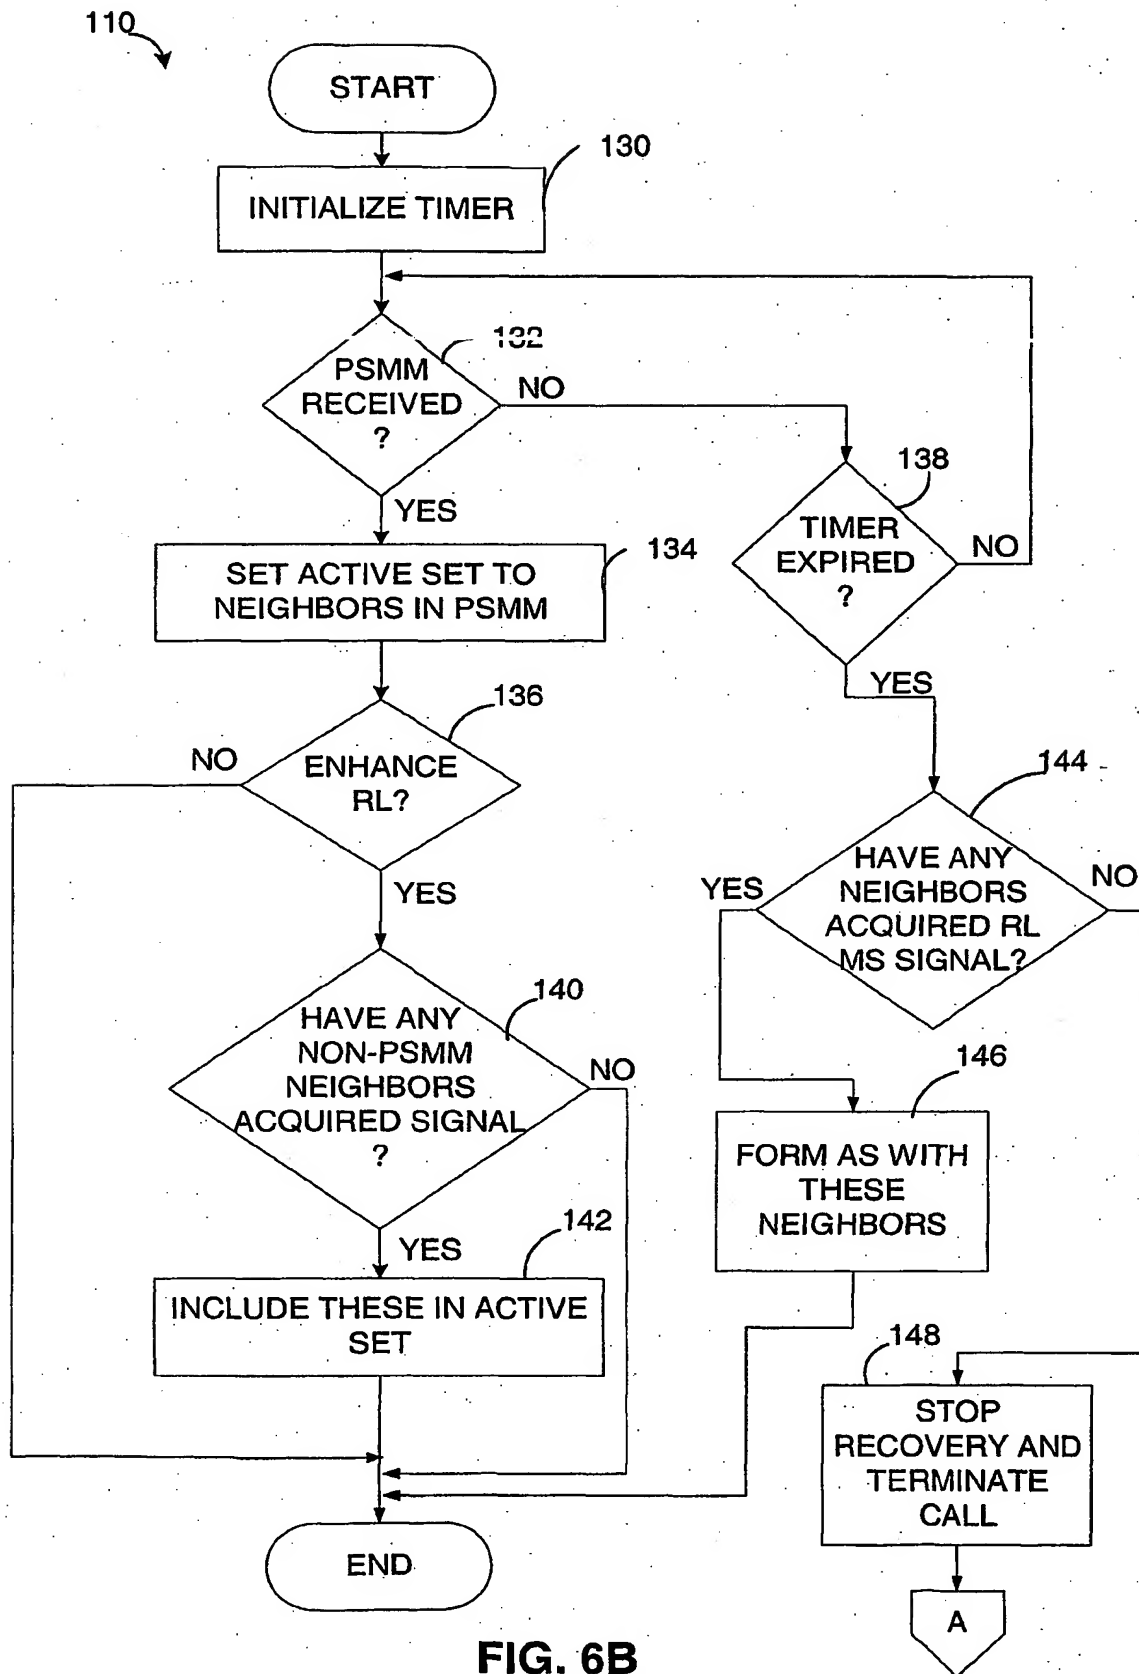 110
START
130
INITIALIZE TIMER
132
PSMM
RECEIVED
?
NO
YES
138
TIMER
EXPIRED
?
NO
YES
134
SET ACTIVE SET TO
NEIGHBORS IN PSMM
136
NO
ENHANCE
RL?
YES
144
YES
HAVE ANY
NEIGHBORS
ACQUIRED RL
MS SIGNAL?
NO
140
HAVE ANY
NON-PSMM
NEIGHBORS
ACQUIRED SIGNAL
?
NO
YES
146
FORM AS WITH
THESE
NEIGHBORS
142
INCLUDE THESE IN ACTIVE
SET
148
STOP
RECOVERY AND
TERMINATE
CALL
END
A
FIG. 6B